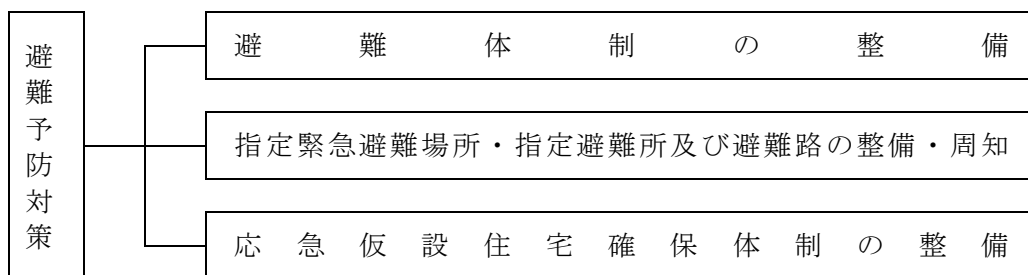 避難予防対策
避難体制の整備
指定緊急避難場所・指定避難所及び避難路の整備・周知
応急仮設住宅確保体制の整備